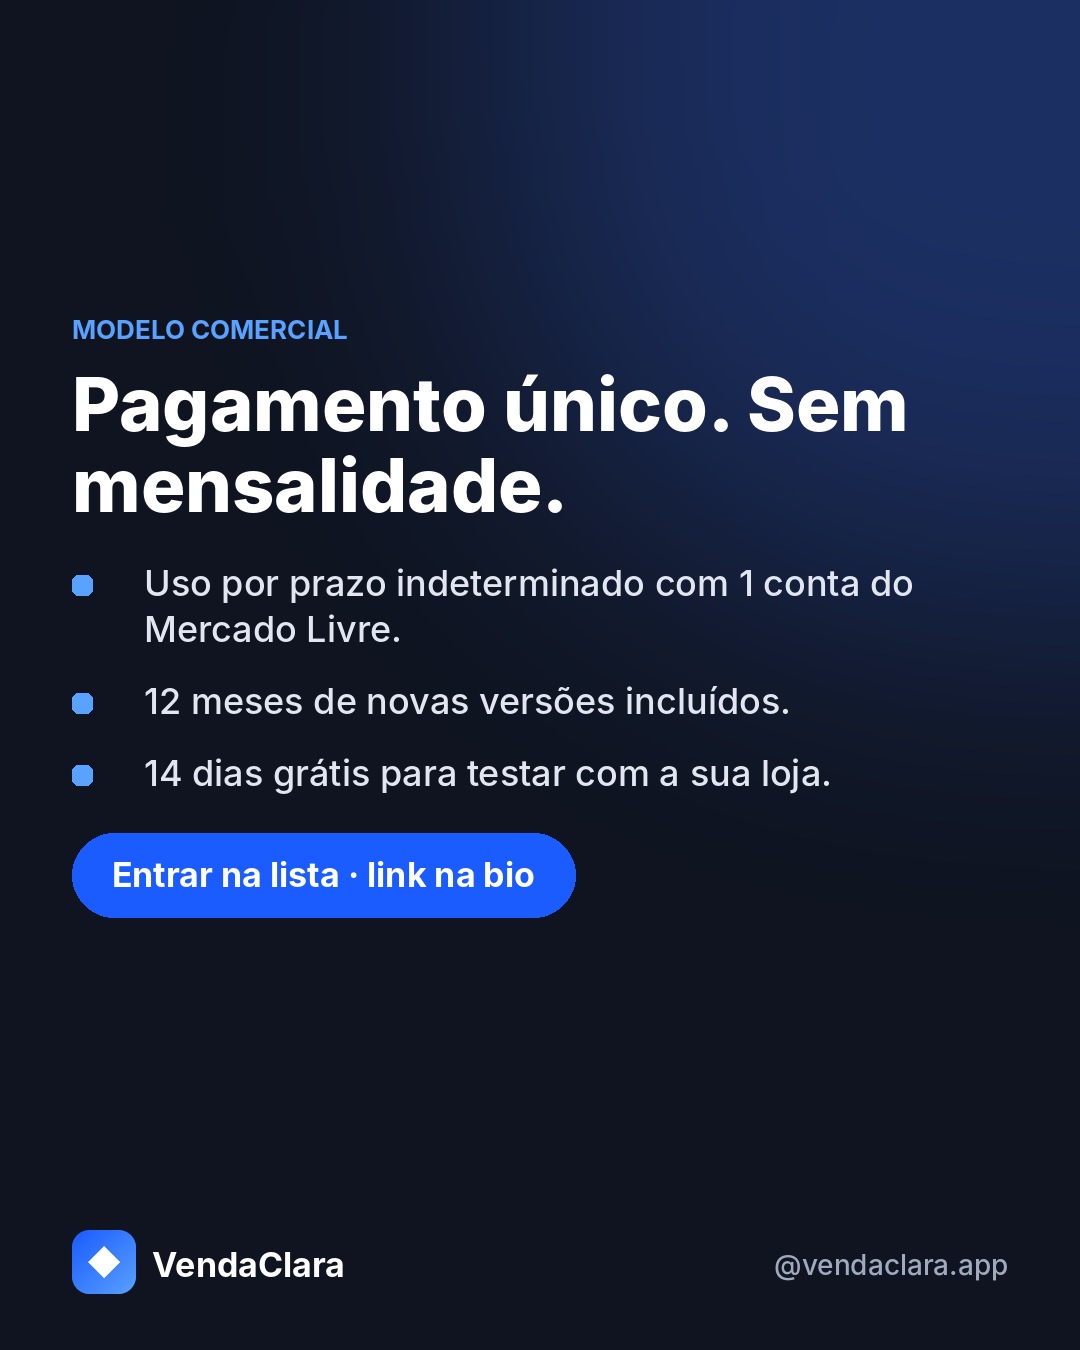 MODELO COMERCIAL
Pagamento único. Sem
mensalidade.
Uso por prazo indeterminado com 1 conta do
Mercado Livre.
12 meses de novas versões incluídos.
14 dias grátis para testar com a sua loja.
Entrar na lista · link na bio
VendaClara
@vendaclara.app